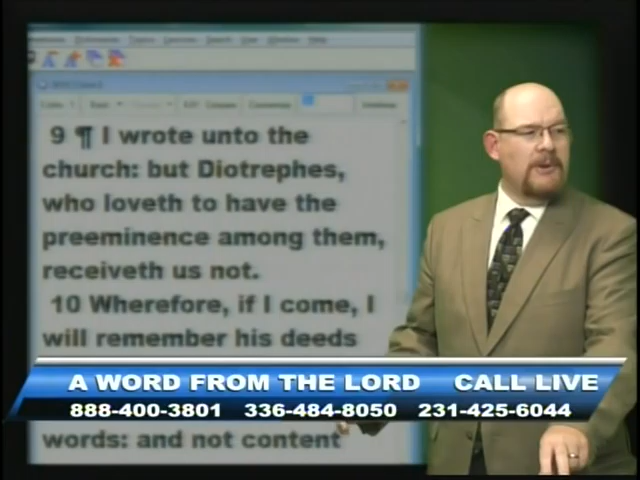 9 ¶ I wrote unto the
church: but Diotrephes,
who loveth to have the
preeminence among them,
receiveth us not.
10 Wherefore, if I come, I
will remember his deeds
A WORD FROM THE LORD CALL LIVE
888-400-3801 336-484-8050 231-425-6044
words: and not content